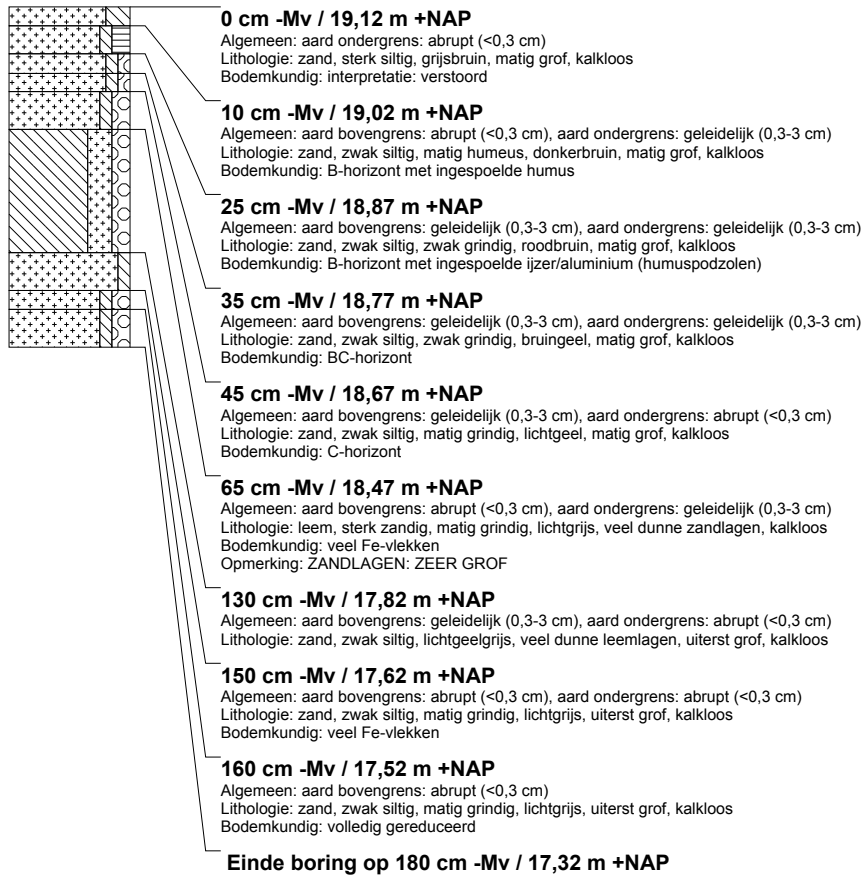 0 cm -Mv / 19,12 m +NAP
Algemeen: aard ondergrens: abrupt (<0,3 cm)
Lithologie: zand, sterk siltig, grijsbruin, matig grof, kalkloos
Bodemkundig: interpretatie: verstoord
10 cm -Mv / 19,02 m +NAP
Algemeen: aard bovengrens: abrupt (<0,3 cm), aard ondergrens: geleidelijk (0,3-3 cm)
Lithologie: zand, zwak siltig, matig humeus, donkerbruin, matig grof, kalkloos
Bodemkundig: B-horizont met ingespoelde humus
25 cm -Mv / 18,87 m +NAP
Algemeen: aard bovengrens: geleidelijk (0,3-3 cm), aard ondergrens: geleidelijk (0,3-3 cm)
Lithologie: zand, zwak siltig, zwak grindig, roodbruin, matig grof, kalkloos
Bodemkundig: B-horizont met ingespoelde ijzer/aluminium (humuspodzolen)
35 cm -Mv / 18,77 m +NAP
Algemeen: aard bovengrens: geleidelijk (0,3-3 cm), aard ondergrens: geleidelijk (0,3-3 cm)
Lithologie: zand, zwak siltig, zwak grindig, bruingeel, matig grof, kalkloos
Bodemkundig: BC-horizont
45 cm -Mv / 18,67 m +NAP
Algemeen: aard bovengrens: geleidelijk (0,3-3 cm), aard ondergrens: abrupt (<0,3 cm)
Lithologie: zand, zwak siltig, matig grindig, lichtgeel, matig grof, kalkloos
Bodemkundig: C-horizont
65 cm -Mv / 18,47 m +NAP
Algemeen: aard bovengrens: abrupt (<0,3 cm), aard ondergrens: geleidelijk (0,3-3 cm)
Lithologie: leem, sterk zandig, matig grindig, lichtgrijs, veel dunne zandlagen, kalkloos
Bodemkundig: veel Fe-vlekken
Opmerking: ZANDLAGEN: ZEER GROF
130 cm -Mv / 17,82 m +NAP
Algemeen: aard bovengrens: geleidelijk (0,3-3 cm), aard ondergrens: abrupt (<0,3 cm)
Lithologie: zand, zwak siltig, lichtgeelgrijs, veel dunne leemlagen, uiterst grof, kalkloos
150 cm -Mv / 17,62 m +NAP
Algemeen: aard bovengrens: abrupt (<0,3 cm), aard ondergrens: abrupt (<0,3 cm)
Lithologie: zand, zwak siltig, matig grindig, lichtgrijs, uiterst grof, kalkloos
Bodemkundig: veel Fe-vlekken
160 cm -Mv / 17,52 m +NAP
Algemeen: aard bovengrens: abrupt (<0,3 cm)
Lithologie: zand, zwak siltig, matig grindig, lichtgrijs, uiterst grof, kalkloos
Bodemkundig: volledig gereduceerd
Einde boring op 180 cm -Mv / 17,32 m +NAP